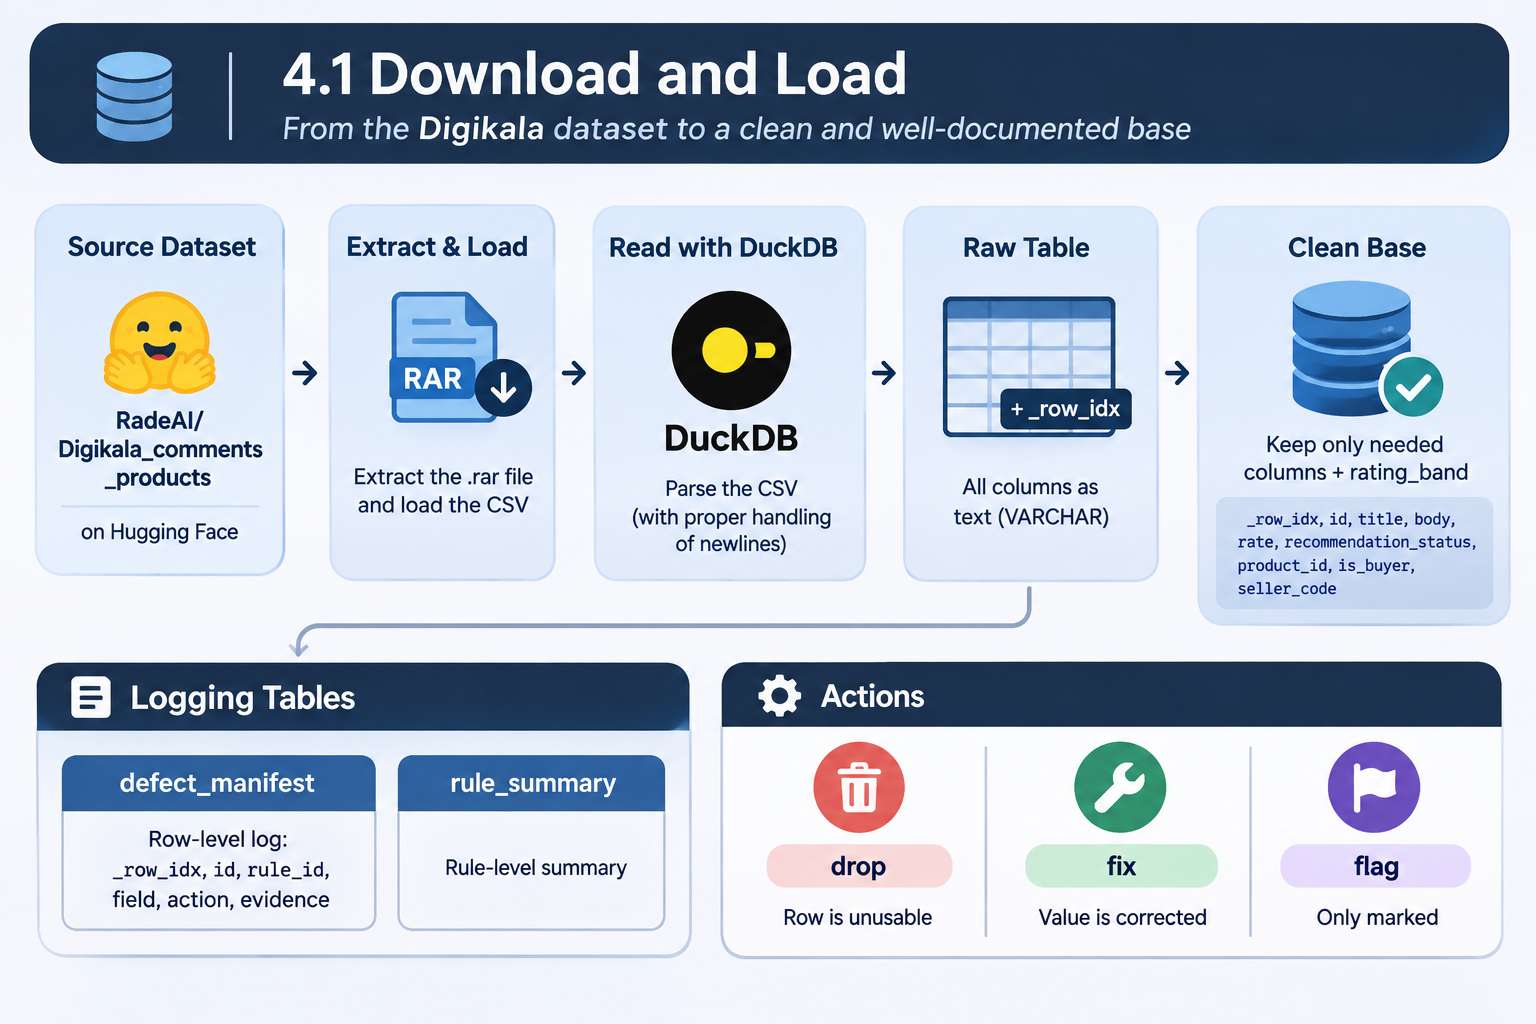 4.1 Download and Load
From the Digikala dataset to a clean and well-documented base
Source Dataset
RadeAI/
Digikala_comments
_products
on Hugging Face
Extract & Load
RAR
Extract the .rar file
and load the CSV
Read with DuckDB
DuckDB
Parse the CSV
(with proper handling
of newlines)
Raw Table
+ _row_idx
All columns as
text (VARCHAR)
Clean Base
Keep only needed
columns + rating_band
_row_idx, id, title, body,
rate, recommendation_status,
product_id, is_buyer,
seller_code
Logging Tables
defect_manifest
Row-level log:
_row_idx, id, rule_id,
field, action, evidence
rule_summary
Rule-level summary
Actions
drop
Row is unusable
fix
Value is corrected
flag
Only marked